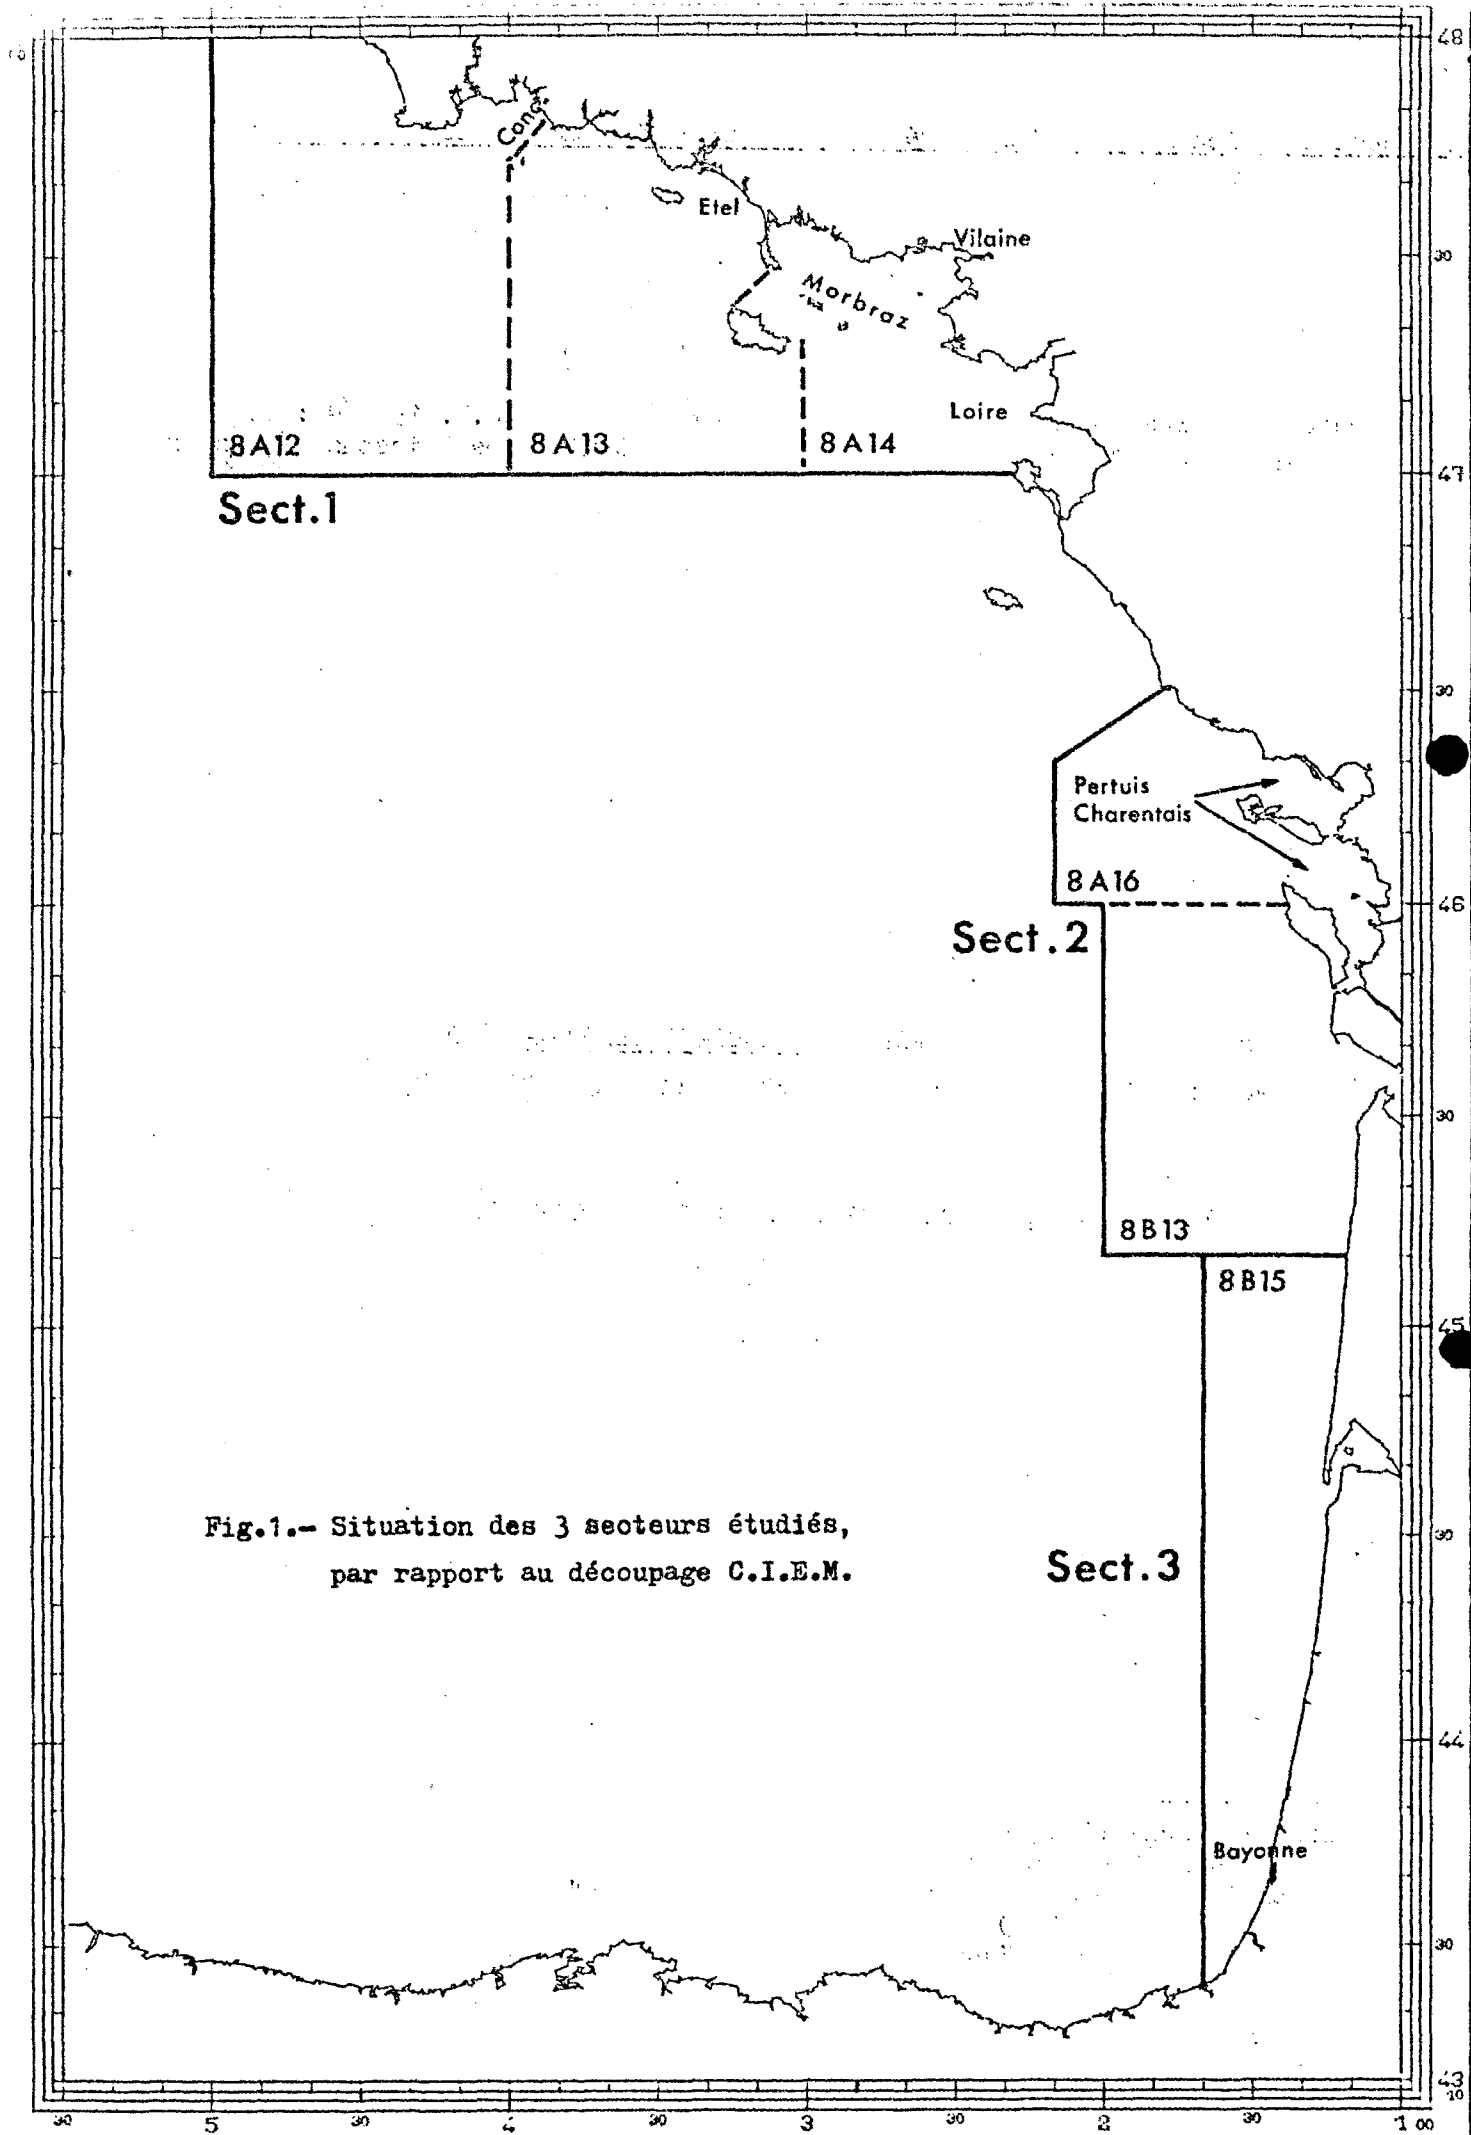 48
Conc.
Etel
Vilaine
30
Morbraz
Loire
8A12
8A13
8A14
47
Sect.1
30
Pertuis
Charentais
8A16
46
Sect.2
30
8B13
8B15
45
Fig.1.- Situation des 3 secteurs étudiés,
par rapport au découpage C.I.E.M.
30
Sect.3
44
Bayonne
30
43
10
30 5 30 4 30 3 30 2 30 1 00